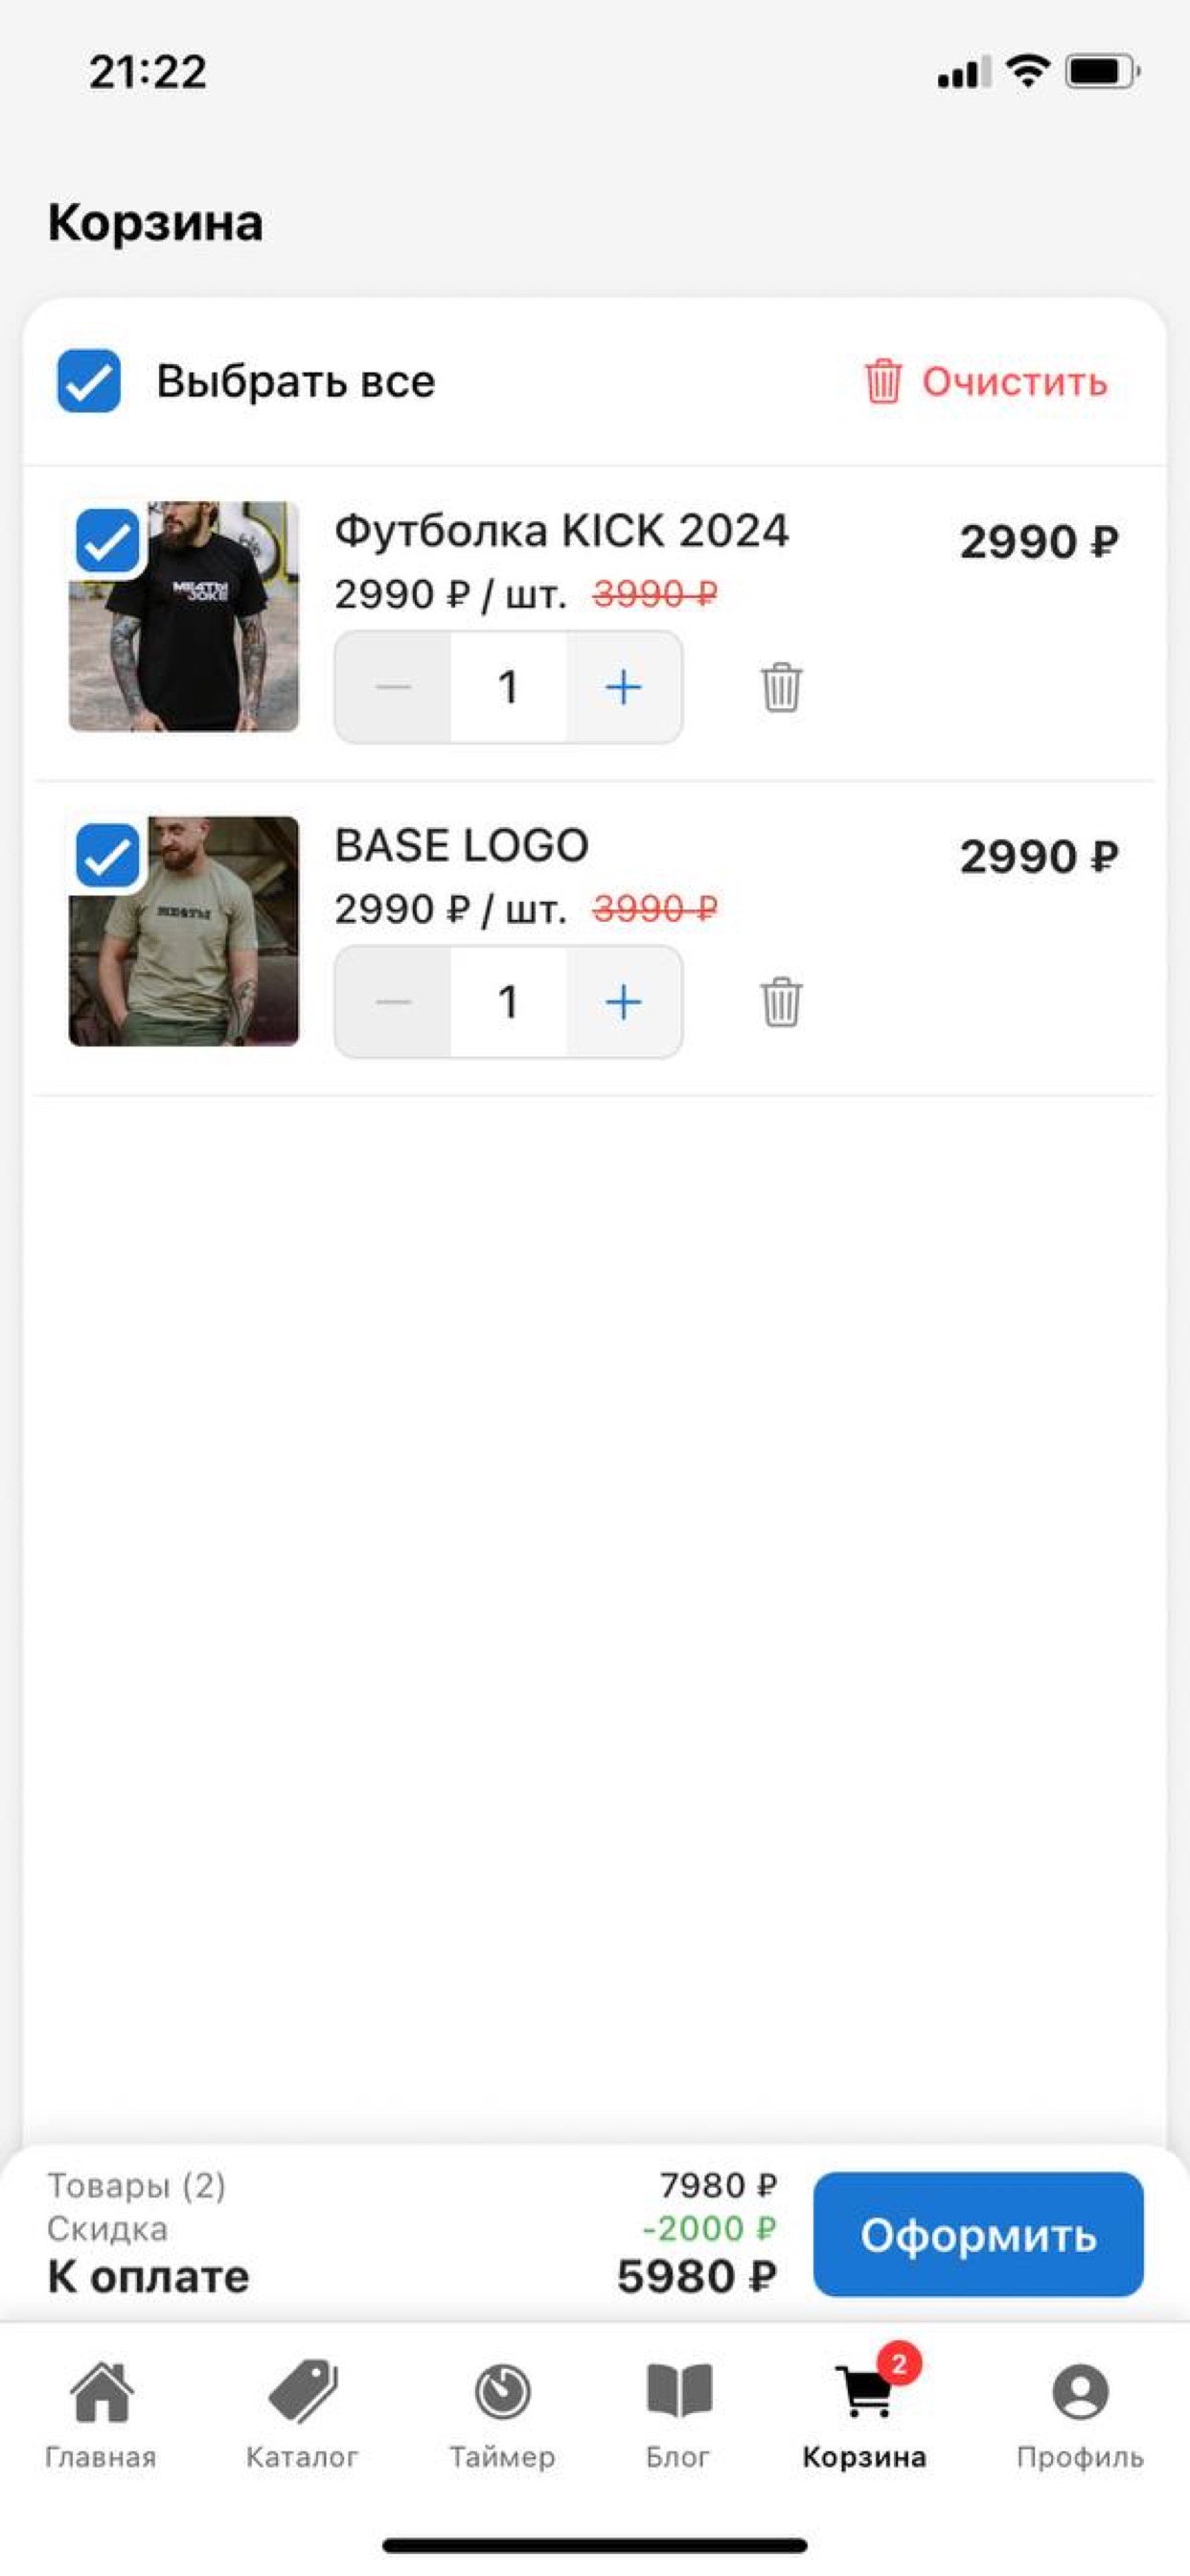 21:22
Корзина
Выбрать все
Очистить
Футболка KICK 2024
2990 ₽
2990 ₽ / шт. 3990 ₽
1
BASE LOGO
2990 ₽
2990 ₽ / шт. 3990 ₽
1
Товары (2)
7980 ₽
Скидка
-2000 ₽
К оплате
5980 ₽
Оформить
2
Главная
Каталог
Таймер
Блог
Корзина
Профиль